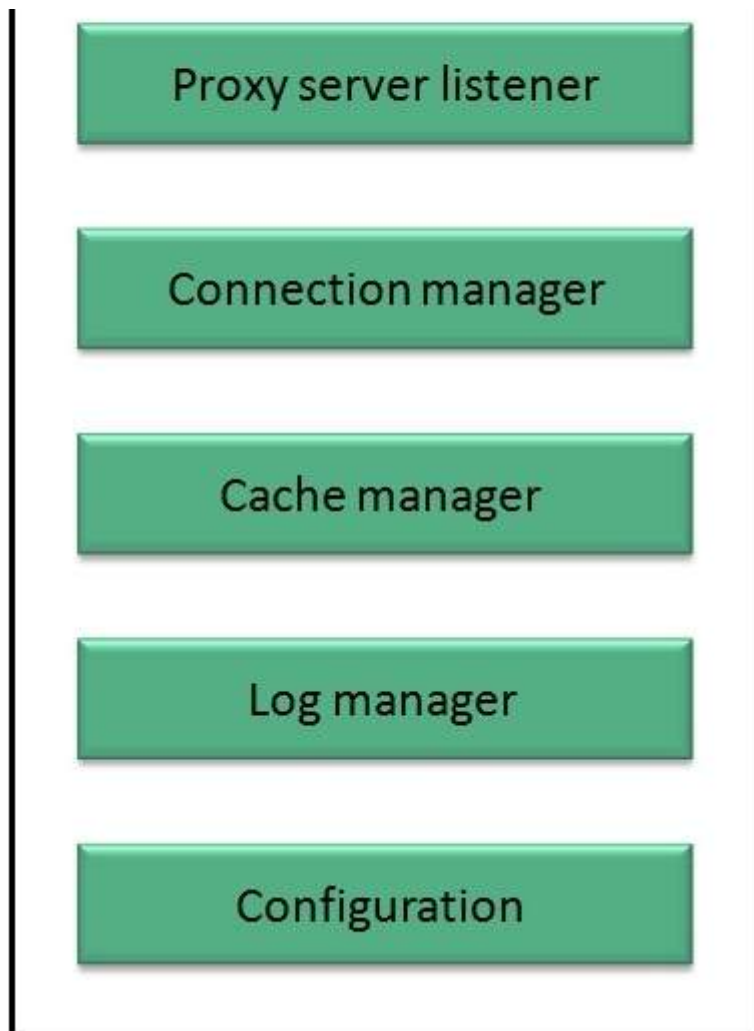 Proxy server listener
Connection manager
Cache manager
Log manager
Configuration